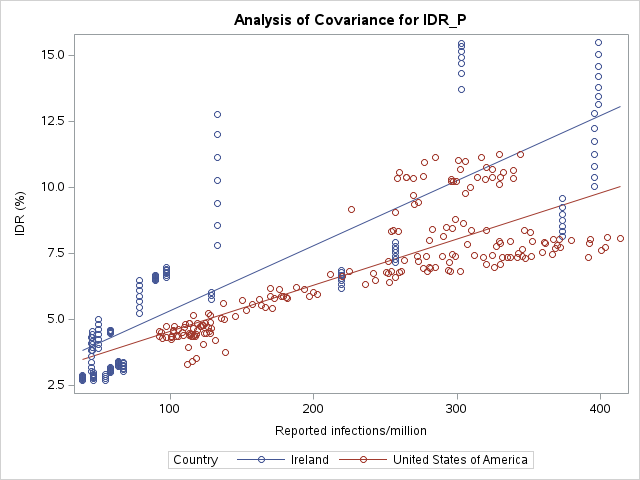 Analysis of Covariance for IDR_P
IDR (%)
15.0
12.5
10.0
7.5
5.0
2.5
100 200 300 400
Reported infections/million
Country Ireland United States of America